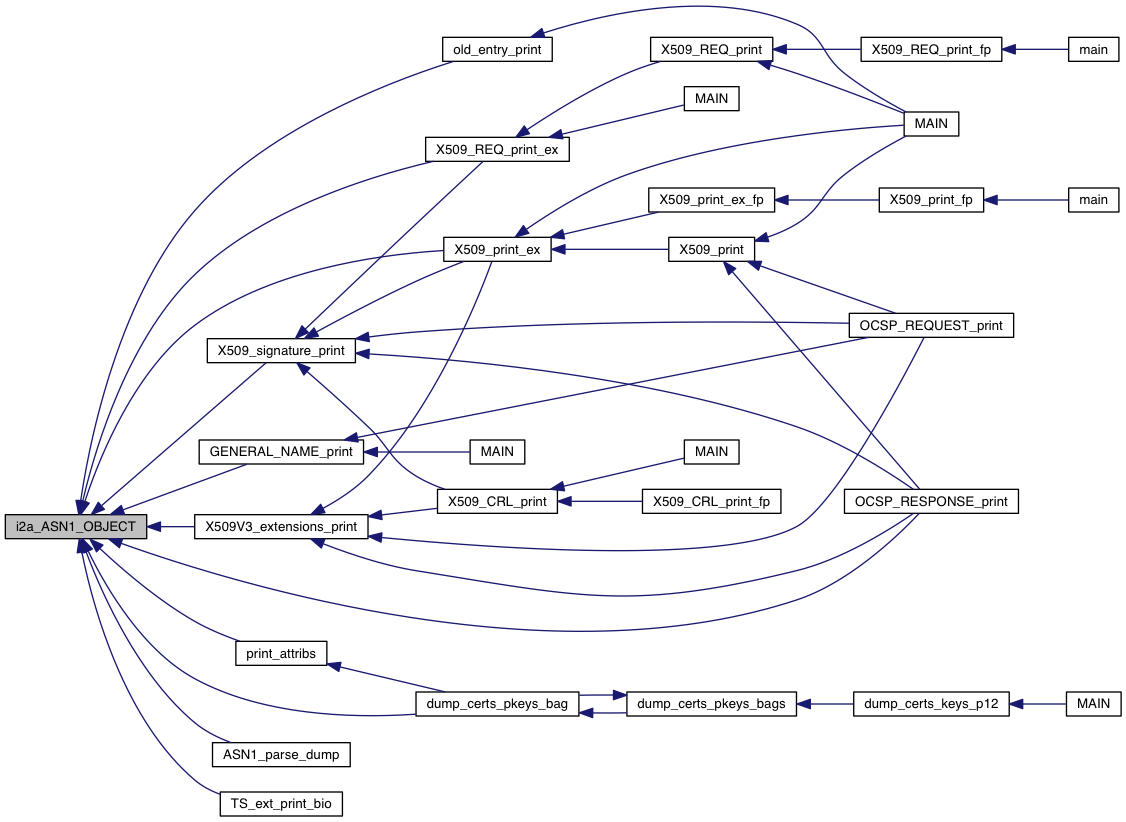 old_entry_print
X509_REQ_print
X509_REQ_print_fp
main
MAIN
MAIN
X509_REQ_print_ex
X509_print_ex_fp
X509_print_fp
main
X509_print_ex
X509_print
OCSP_REQUEST_print
X509_signature_print
GENERAL_NAME_print
MAIN
MAIN
X509_CRL_print
X509_CRL_print_fp
OCSP_RESPONSE_print
i2a_ASN1_OBJECT
X509V3_extensions_print
print_attribs
dump_certs_pkeys_bag
dump_certs_pkeys_bags
dump_certs_keys_p12
MAIN
ASN1_parse_dump
TS_ext_print_bio